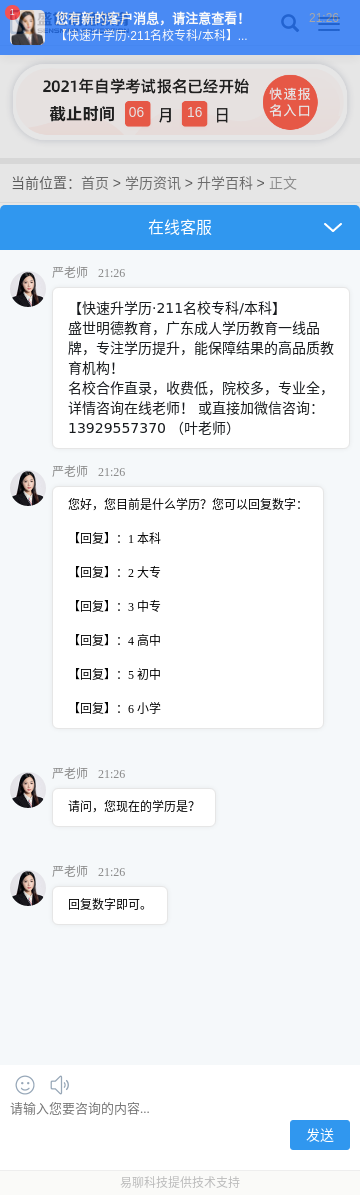 1
您有新的客户消息，请注意查看！
21:26
【快速升学历·211名校专科/本科】...
2021年自学考试报名已经开始
截止时间 06 月 16 日
快速报
名入口
当前位置：首页 > 学历资讯 > 升学百科 > 正文
在线客服
严老师 21:26
【快速升学历·211名校专科/本科】
盛世明德教育，广东成人学历教育一线品
牌，专注学历提升，能保障结果的高品质教
育机构！
名校合作直录，收费低，院校多，专业全，
详情咨询在线老师！ 或直接加微信咨询：
13929557370 （叶老师）
严老师 21:26
您好，您目前是什么学历？您可以回复数字：
【回复】：1 本科
【回复】：2 大专
【回复】：3 中专
【回复】：4 高中
【回复】：5 初中
【回复】：6 小学
严老师 21:26
请问，您现在的学历是？
严老师 21:26
回复数字即可。
请输入您要咨询的内容...
发送
易聊科技提供技术支持